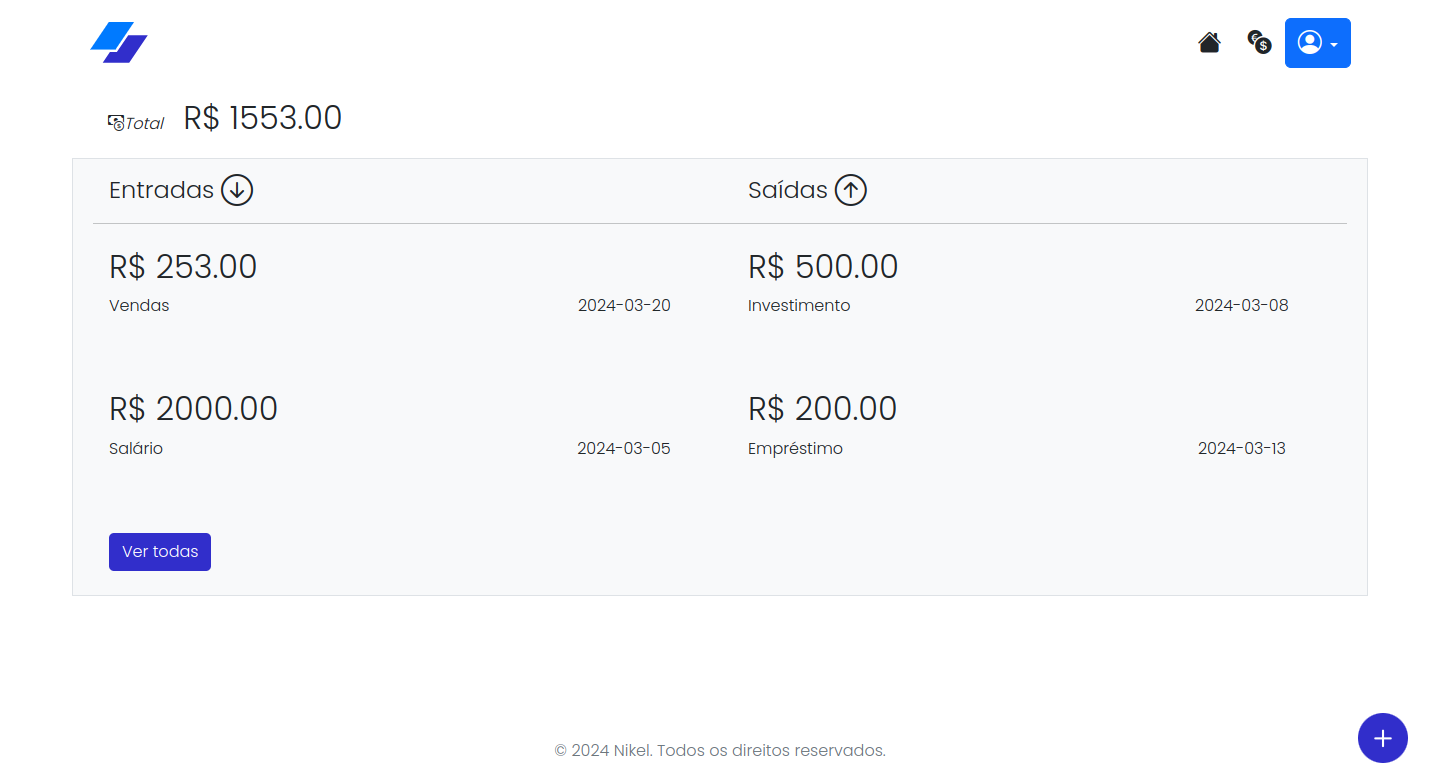 Total R$ 1553.00
Entradas Saídas
R$ 253.00 R$ 500.00
Vendas 2024-03-20 Investimento 2024-03-08
R$ 2000.00 R$ 200.00
Salário 2024-03-05 Empréstimo 2024-03-13
Ver todas
© 2024 Nikel. Todos os direitos reservados.